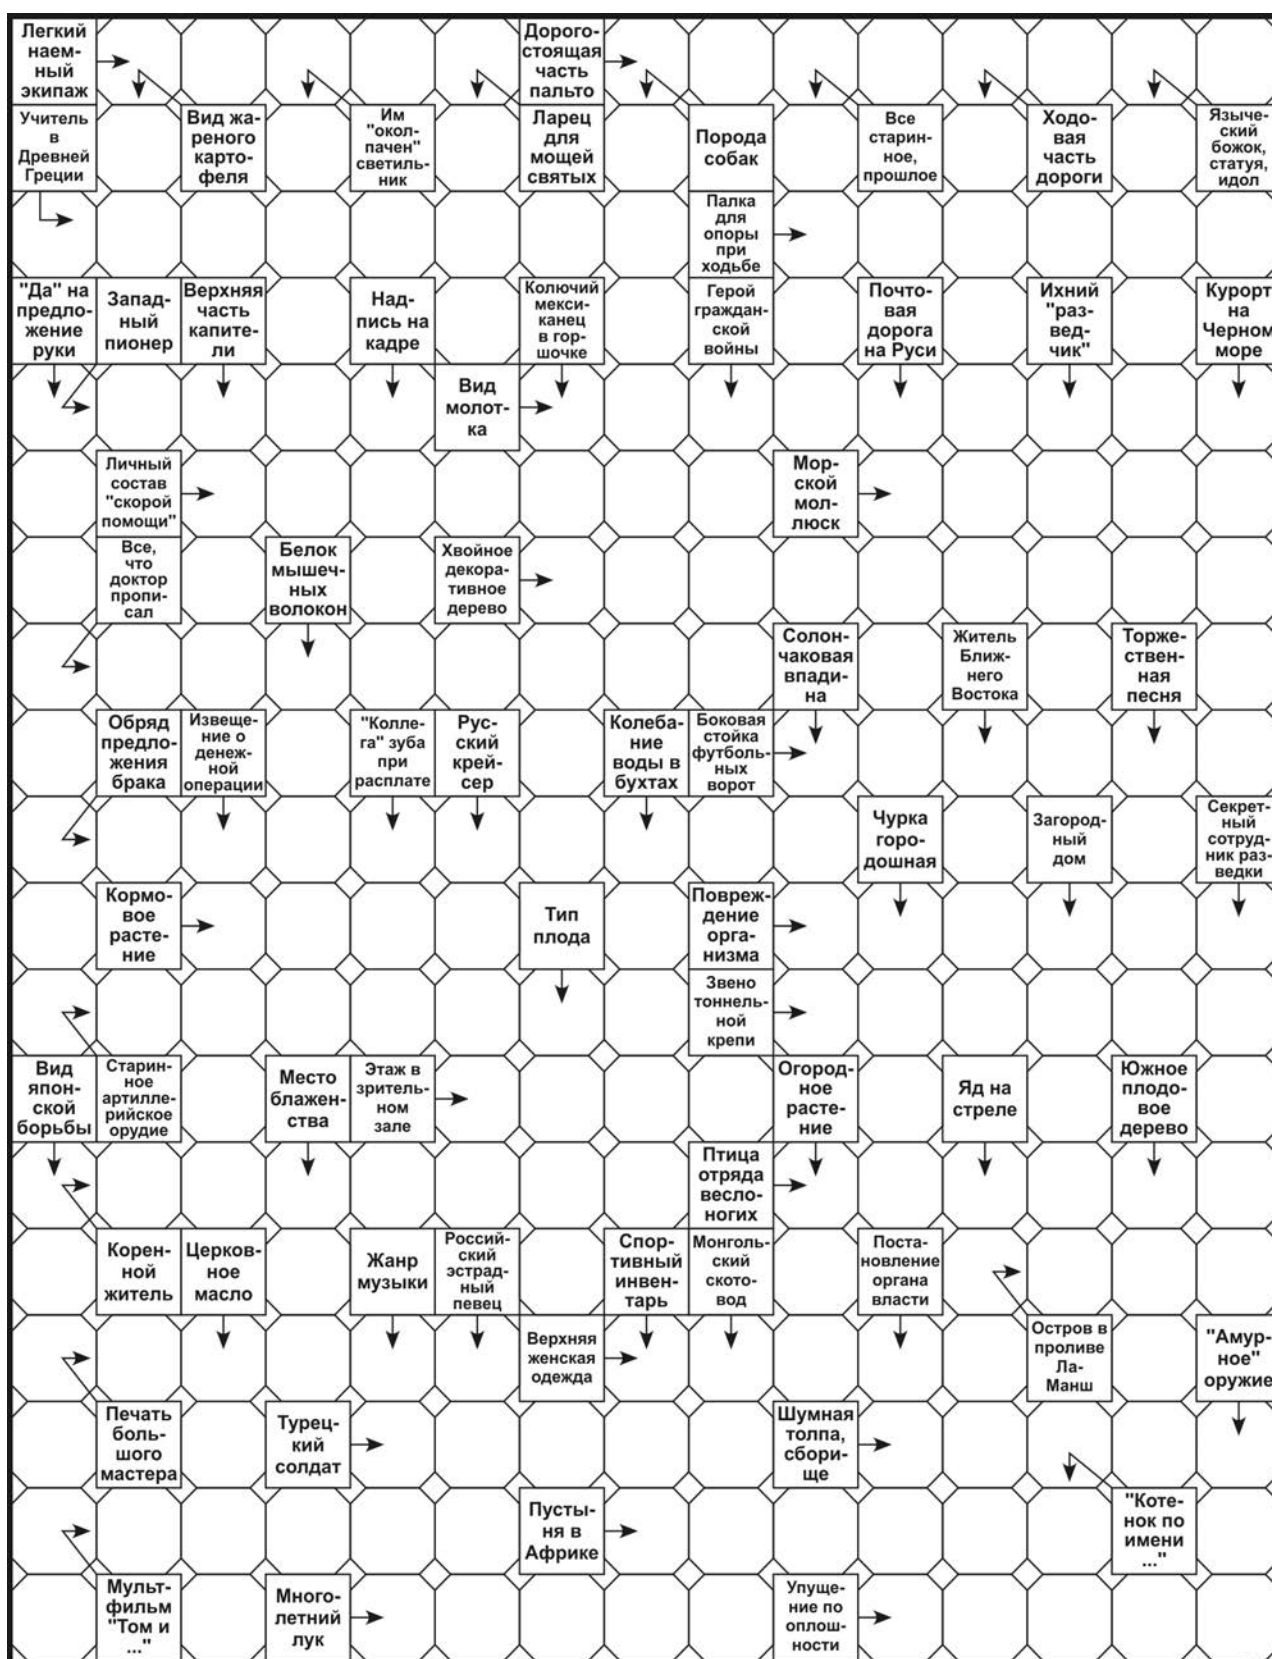 Легкий
наем-
ный
экипаж
Дорого-
стоящая
часть
пальто
Учитель
в
Древней
Греции
Вид жа-
реного
карто-
феля
Им
"окол-
пачен"
светиль-
ник
Ларец
для
мощей
святых
Порода
собак
Все
старин-
ное,
прошлое
Ходо-
вая
часть
дороги
Языче-
ский
божок,
статуя,
идол
Палка
для
опоры
при
ходьбе
"Да" на
предло-
жение
руки
Запад-
ный
пионер
Верхняя
часть
капите-
ли
Над-
пись на
кадре
Колючий
мекси-
канец
в гор-
шочке
Герой
граждан-
ской
войны
Почто-
вая
дорога
на Руси
Ихний
"раз-
вед-
чик"
Курорт
на
Черном
море
Вид
молот-
ка
Личный
состав
"скорой
помощи"
Мор-
ской
мол-
люск
Все,
что
доктор
пропи-
сал
Белок
мышеч-
ных
волокон
Хвойное
декора-
тивное
дерево
Солон-
чаковая
впади-
на
Житель
Ближ-
него
Востока
Торже-
ствен-
ная
песня
Обряд
предло-
жения
брака
Извеще-
ние о
денеж-
ной
операции
"Колле-
га" зуба
при
расплате
Рус-
ский
крей-
сер
Колеба-
ние
воды в
бухтах
Боковая
стойка
футболь-
ных
ворот
Чурка
горо-
дошная
Загород-
ный
дом
Секрет-
ный
сотруд-
ник раз-
ведки
Кормо-
вое
расте-
ние
Тип
плода
Повреж-
дение
орга-
низма
Звено
тоннель-
ной
крепи
Вид
япон-
ской
борьбы
Старин-
ное
артилле-
рийское
орудие
Место
блажен-
ства
Этаж в
зритель-
ном
зале
Огород-
ное
расте-
ние
Яд на
стреле
Южное
плодо-
вое
дерево
Птица
отряда
весло-
ногих
Корен-
ной
житель
Церков-
ное
масло
Жанр
музыки
Россий-
ский
эстрад-
ный
певец
Спор-
тивный
инвен-
тарь
Монголь-
ский
ското-
вод
Поста-
новление
органа
власти
Верхняя
женская
одежда
Остров в
проливе
Ла-
Манш
"Амур-
ное"
оружие
Печать
боль-
шого
мастера
Турец-
кий
солдат
Шумная
толпа,
сбори-
ще
Пусты-
ня в
Африке
"Коте-
нок по
имени
..."
Мульт-
фильм
"Том и
..."
Много-
летний
лук
Упуще-
ние по
оплош-
ности